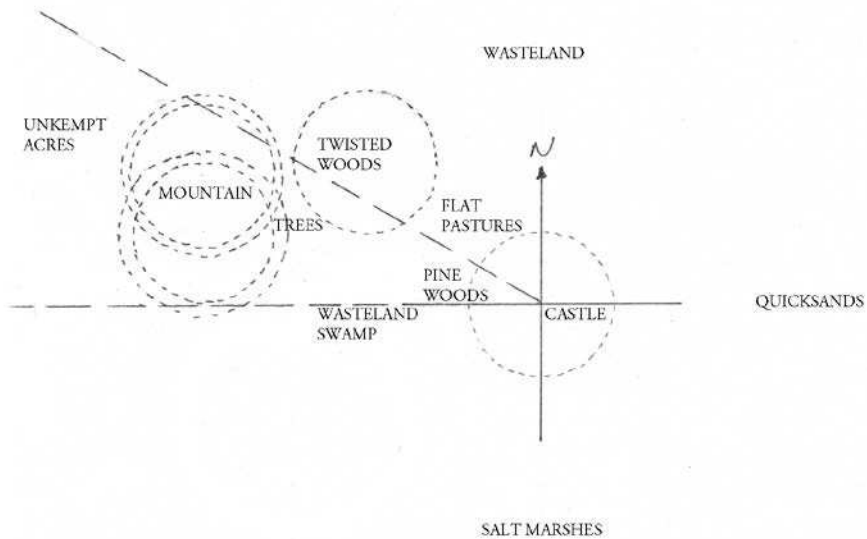 WASTELAND
UNKEMPT
ACRES
TWISTED
WOODS
N
MOUNTAIN
FLAT
PASTURES
TREES
PINE
WOODS
WASTELAND
SWAMP
CASTLE
QUICKSANDS
SALT MARSHES